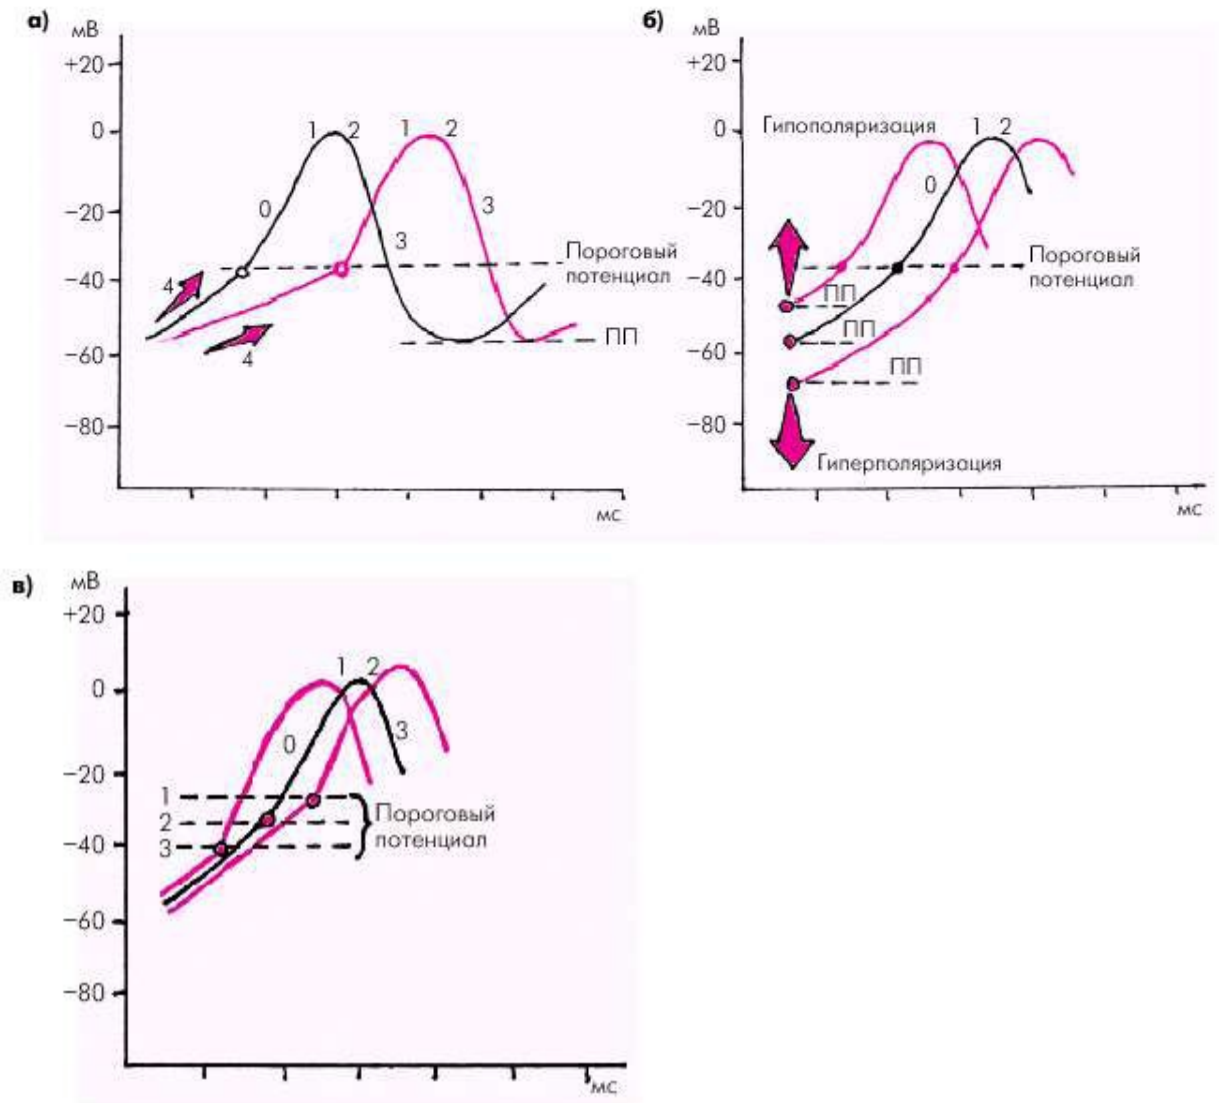 а)
мВ
+20
0
−20
−40
−60
−80
1 2
1 2
0
3
3
4
4
Пороговый
потенциал
ПП
мс
б)
мВ
+20
0
−20
−40
−60
−80
Гипополяризация
1 2
0
Пороговый
потенциал
ПП
ПП
ПП
Гиперполяризация
мс
в)
мВ
+20
0
−20
−40
−60
−80
1 2
0
3
1
2
3
Пороговый
потенциал
мс